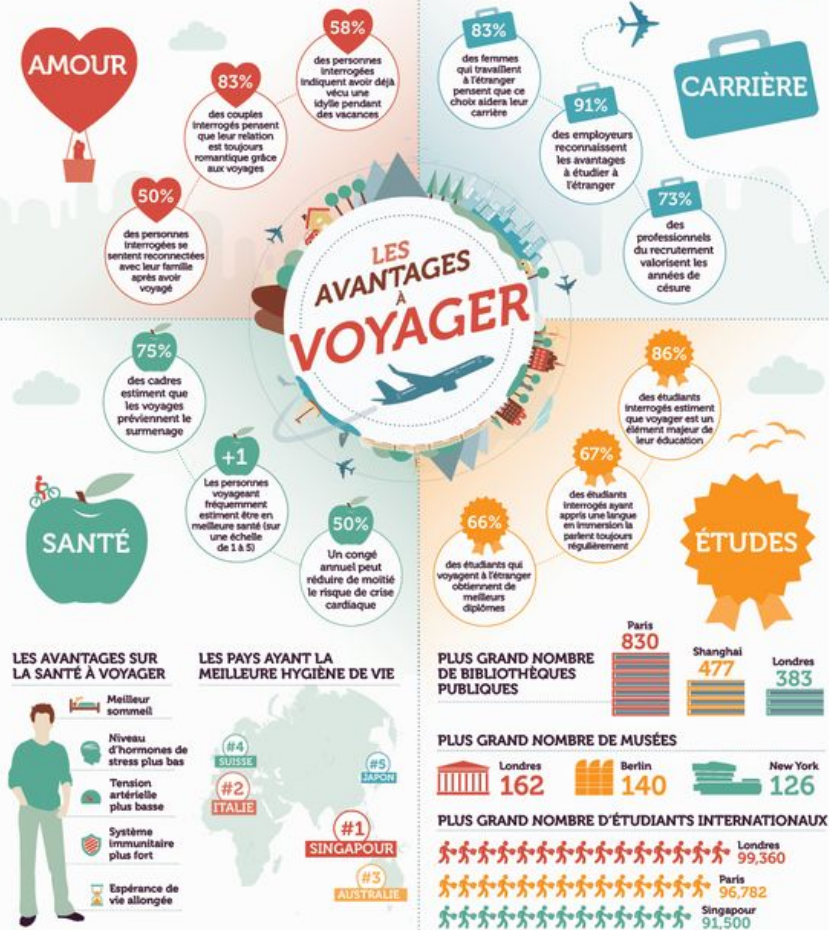 AMOUR
58%
des personnes
interrogées
indiquent avoir déjà
vécu une
idylle pendant
des vacances
83%
des couples
interrogés pensent
que leur relation
est toujours
romantique grâce
aux voyages
50%
des personnes
interrogées se
sentent reconnectées
avec leur famille
après avoir
voyagé
83%
des femmes
qui travaillent
à l'étranger
pensent que ce
choix aidera leur
carrière
91%
des employeurs
reconnaissent
les avantages
à étudier à
l'étranger
73%
des
professionnels
du recrutement
valorisent les
années de
césure
CARRIÈRE
LES
AVANTAGES
À
VOYAGER
75%
des cadres
estiment que
les voyages
préviennent le
surmenage
+1
Les personnes
voyageant
fréquemment
estiment être en
meilleure santé (sur
une échelle
de 1 à 5)
50%
Un congé
annuel peut
réduire de moitié
le risque de crise
cardiaque
SANTÉ
86%
des étudiants
interrogés estiment
que voyager est un
élément majeur de
leur éducation
67%
des étudiants
interrogés ayant
appris une langue
en immersion la
parlent toujours
régulièrement
66%
des étudiants qui
voyagent à l'étranger
obtiennent de
meilleurs
diplômes
ÉTUDES
LES AVANTAGES SUR
LA SANTÉ À VOYAGER
Meilleur
sommeil
Niveau
d'hormones de
stress plus bas
Tension
artérielle
plus basse
Système
immunitaire
plus fort
Espérance de
vie allongée
LES PAYS AYANT LA
MEILLEURE HYGIÈNE DE VIE
#4
SUISSE
#2
ITALIE
#5
JAPON
#1
SINGAPOUR
#3
AUSTRALIE
PLUS GRAND NOMBRE
DE BIBLIOTHÈQUES
PUBLIQUES
Paris
830
Shanghai
477
Londres
383
PLUS GRAND NOMBRE DE MUSÉES
Londres
162
Berlin
140
New York
126
PLUS GRAND NOMBRE D'ÉTUDIANTS INTERNATIONAUX
Londres
99,360
Paris
96,782
Singapour
91,500